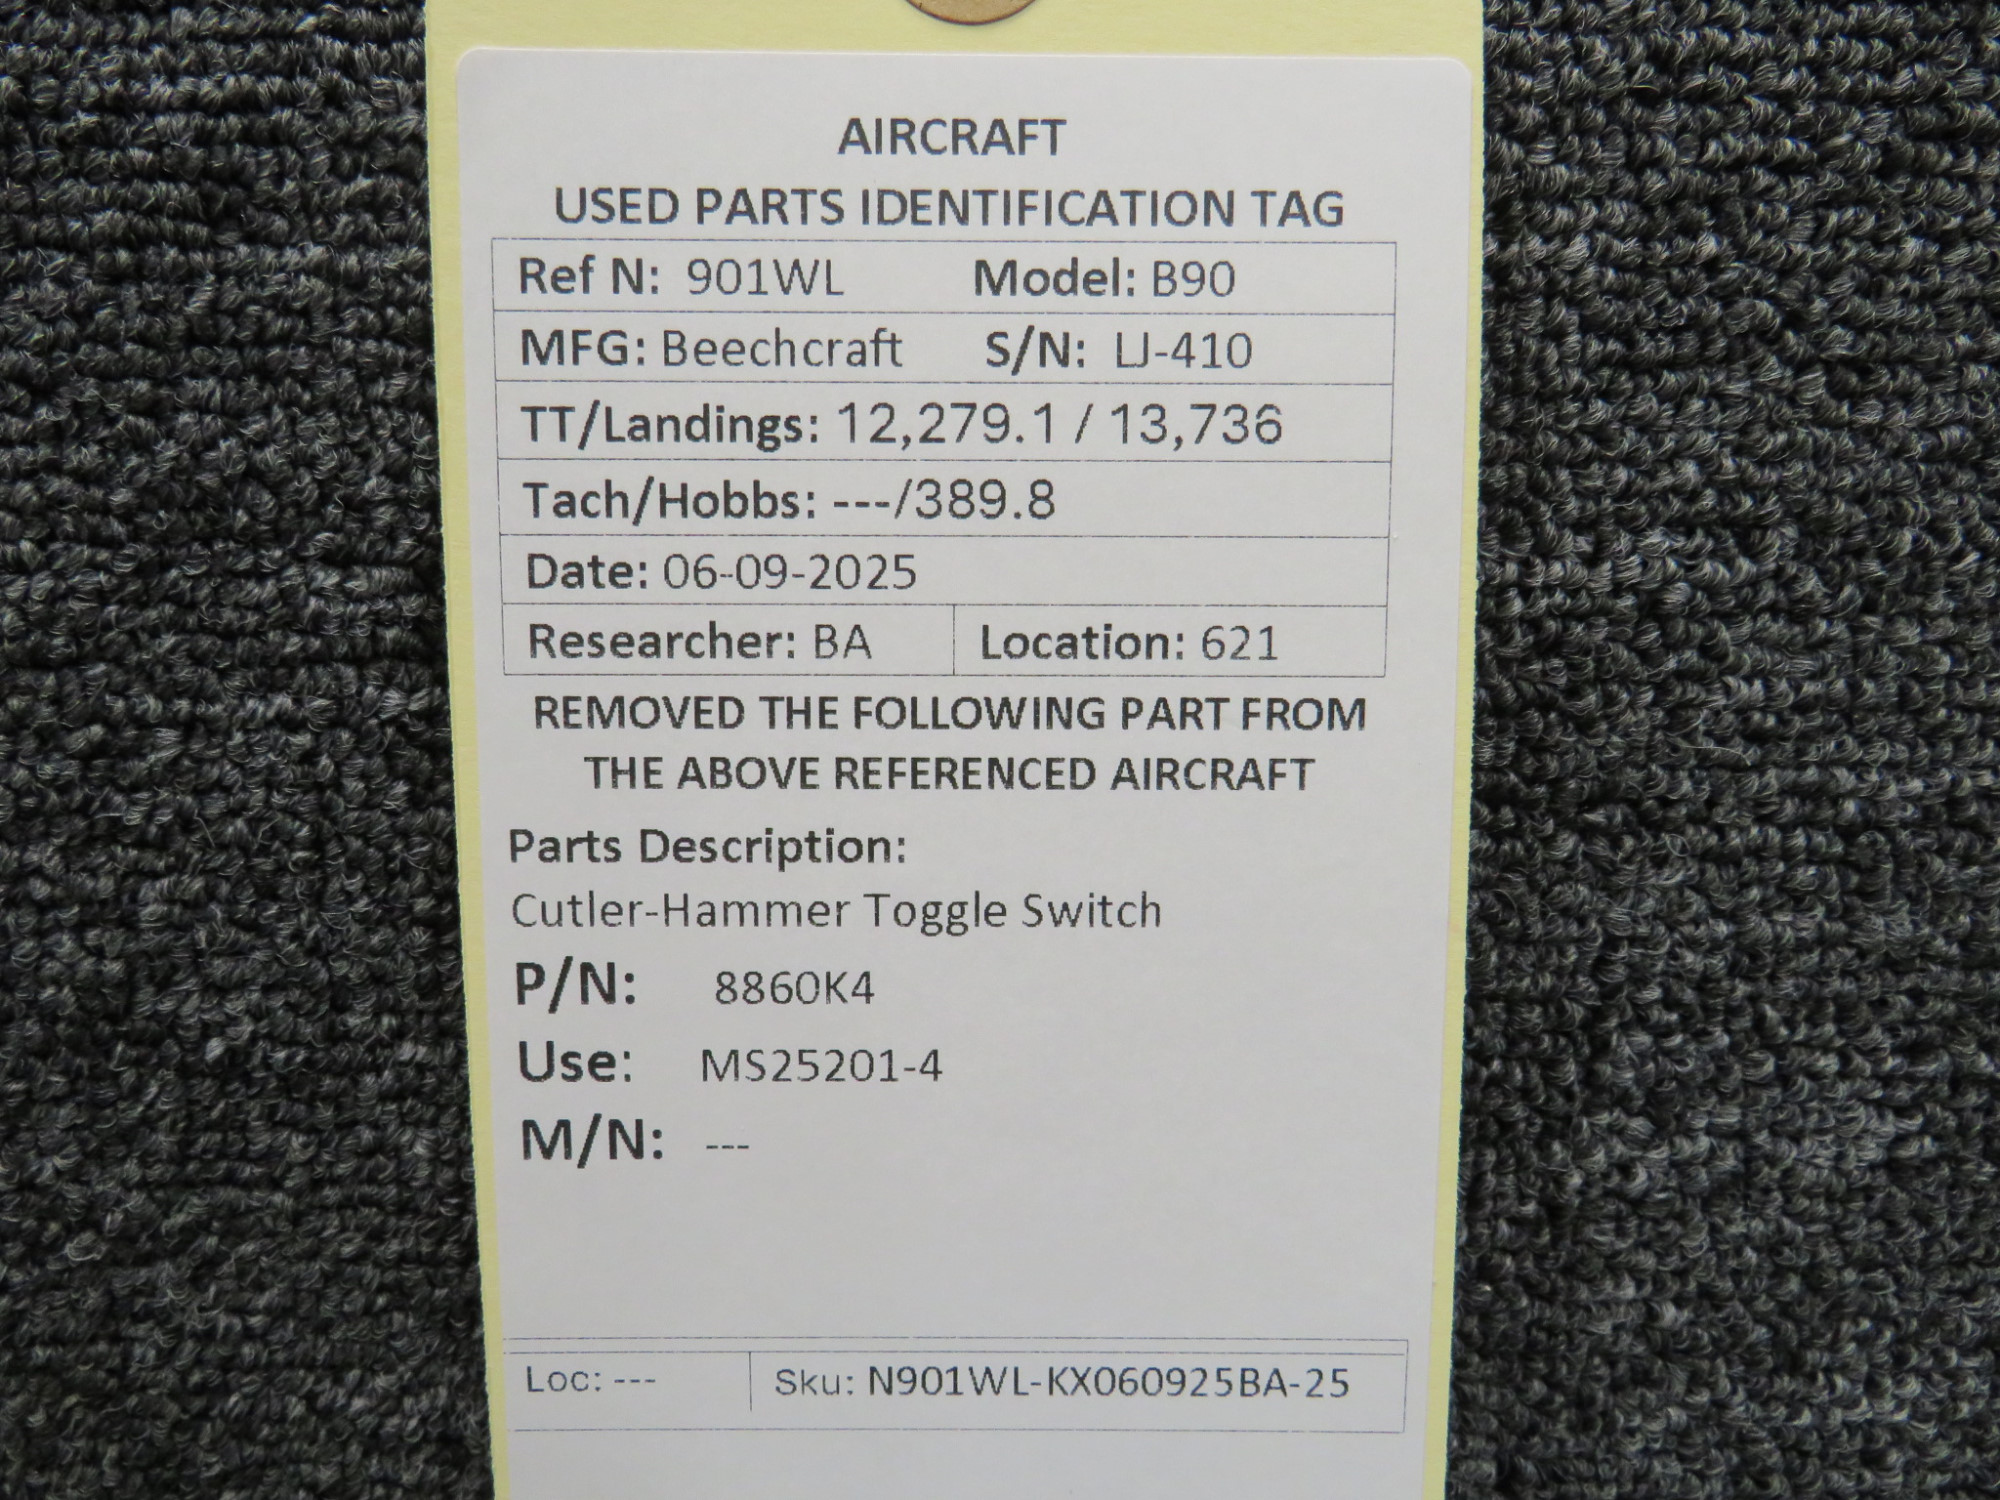 AIRCRAFT
USED PARTS IDENTIFICATION TAG
Ref N: 901WL Model: B90
MFG: Beechcraft S/N: LJ-410
TT/Landings: 12,279.1 / 13,736
Tach/Hobbs: ---/389.8
Date: 06-09-2025
Researcher: BA Location: 621
REMOVED THE FOLLOWING PART FROM
THE ABOVE REFERENCED AIRCRAFT
Parts Description:
Cutler-Hammer Toggle Switch
P/N: 8860K4
Use: MS25201-4
M/N: ---
Loc: --- Sku: N901WL-KX060925BA-25